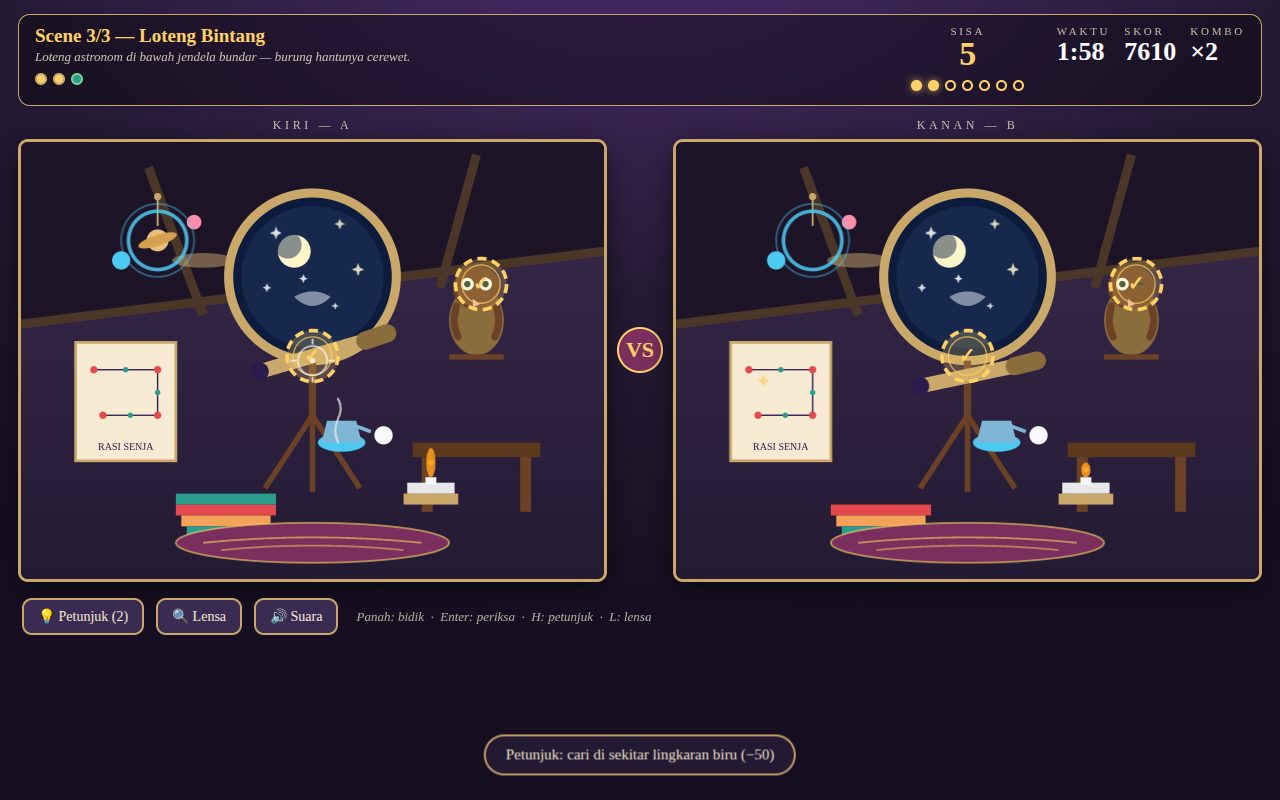 Scene 3/3 — Loteng Bintang
Loteng astronom di bawah jendela bundar — burung hantunya cerewet.
SISA
5
WAKTU
1:58
SKOR
7610
KOMBO
×2
KIRI — A
KANAN — B
RASI SENJA
VS
RASI SENJA
💡 Petunjuk (2)
🔍 Lensa
🔊 Suara
Panah: bidik · Enter: periksa · H: petunjuk · L: lensa
Petunjuk: cari di sekitar lingkaran biru (−50)